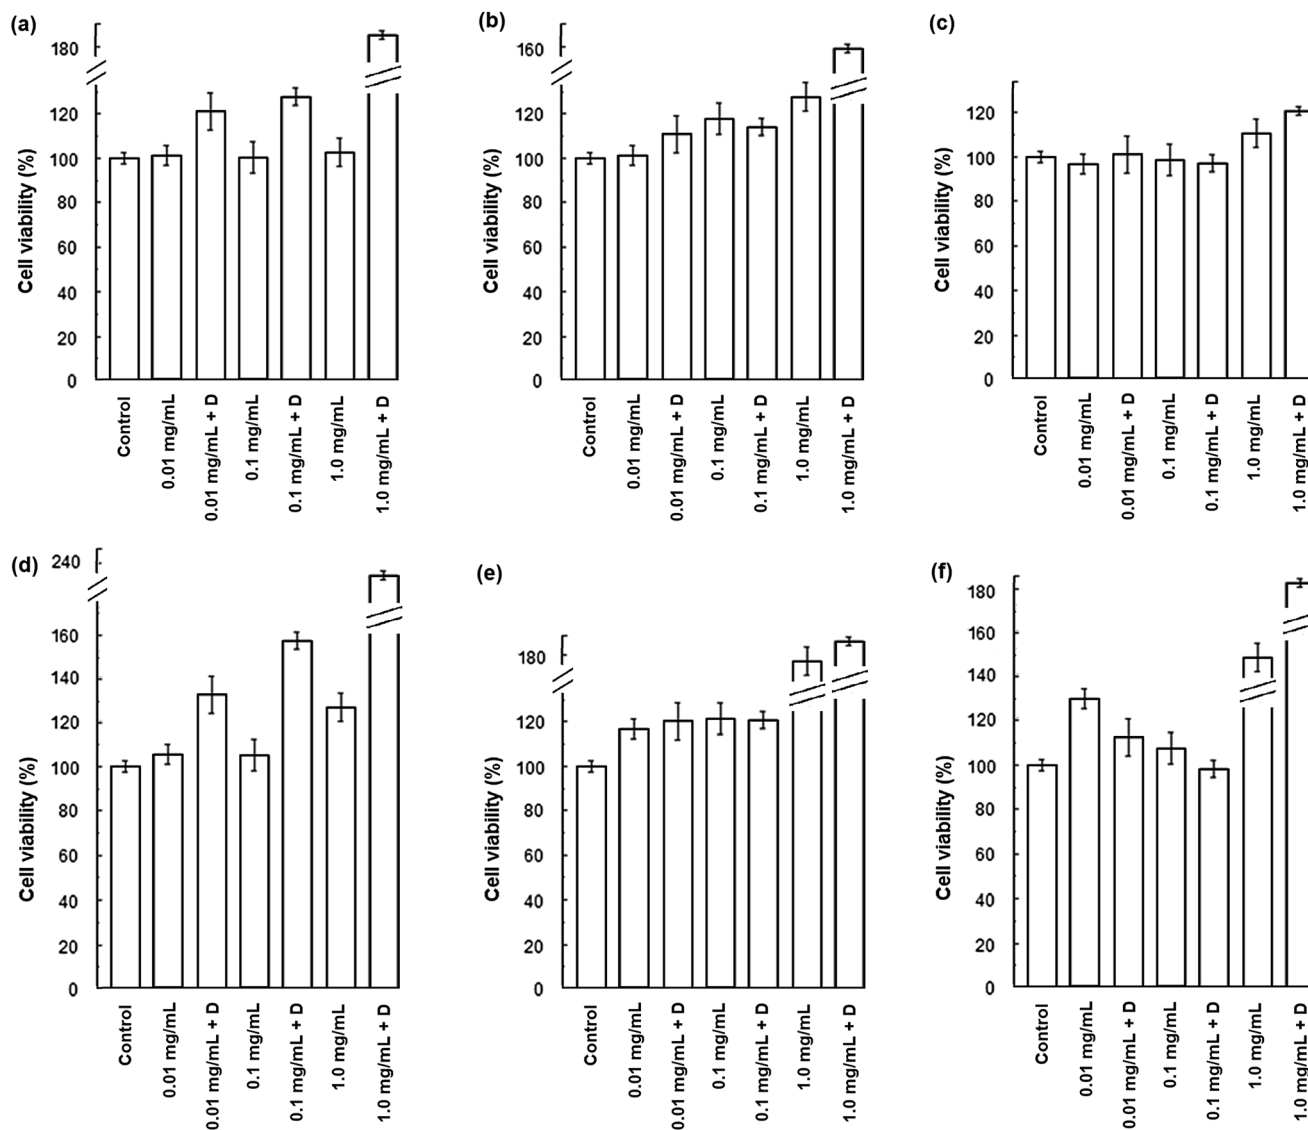 (a)
180
120
100
80
60
40
20
0
Cell viability (%)
Control
0.01 mg/mL
0.01 mg/mL + D
0.1 mg/mL
0.1 mg/mL + D
1.0 mg/mL
1.0 mg/mL + D
(b)
160
120
100
80
60
40
20
0
Cell viability (%)
Control
0.01 mg/mL
0.01 mg/mL + D
0.1 mg/mL
0.1 mg/mL + D
1.0 mg/mL
1.0 mg/mL + D
(c)
120
100
80
60
40
20
0
Cell viability (%)
Control
0.01 mg/mL
0.01 mg/mL + D
0.1 mg/mL
0.1 mg/mL + D
1.0 mg/mL
1.0 mg/mL + D
(d)
240
160
140
120
100
80
60
40
20
0
Cell viability (%)
Control
0.01 mg/mL
0.01 mg/mL + D
0.1 mg/mL
0.1 mg/mL + D
1.0 mg/mL
1.0 mg/mL + D
(e)
180
120
100
80
60
40
20
0
Cell viability (%)
Control
0.01 mg/mL
0.01 mg/mL + D
0.1 mg/mL
0.1 mg/mL + D
1.0 mg/mL
1.0 mg/mL + D
(f)
180
160
140
120
100
80
60
40
20
0
Cell viability (%)
Control
0.01 mg/mL
0.01 mg/mL + D
0.1 mg/mL
0.1 mg/mL + D
1.0 mg/mL
1.0 mg/mL + D